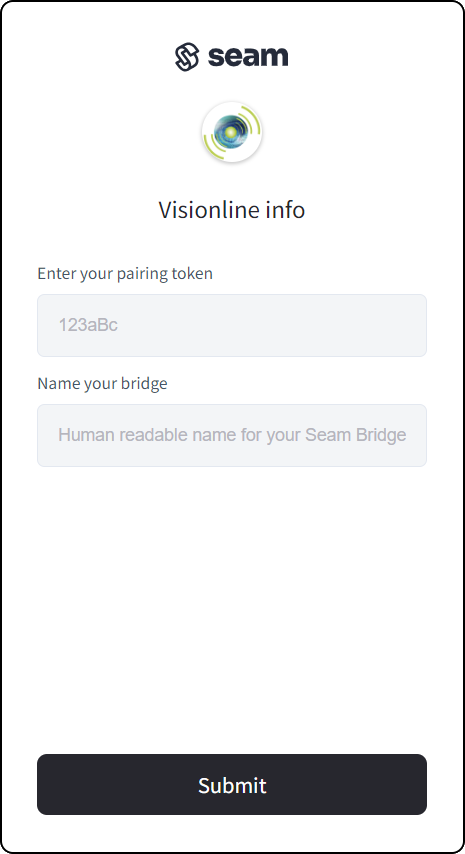 seam
Visionline info
Enter your pairing token
123aBc
Name your bridge
Human readable name for your Seam Bridge
Submit